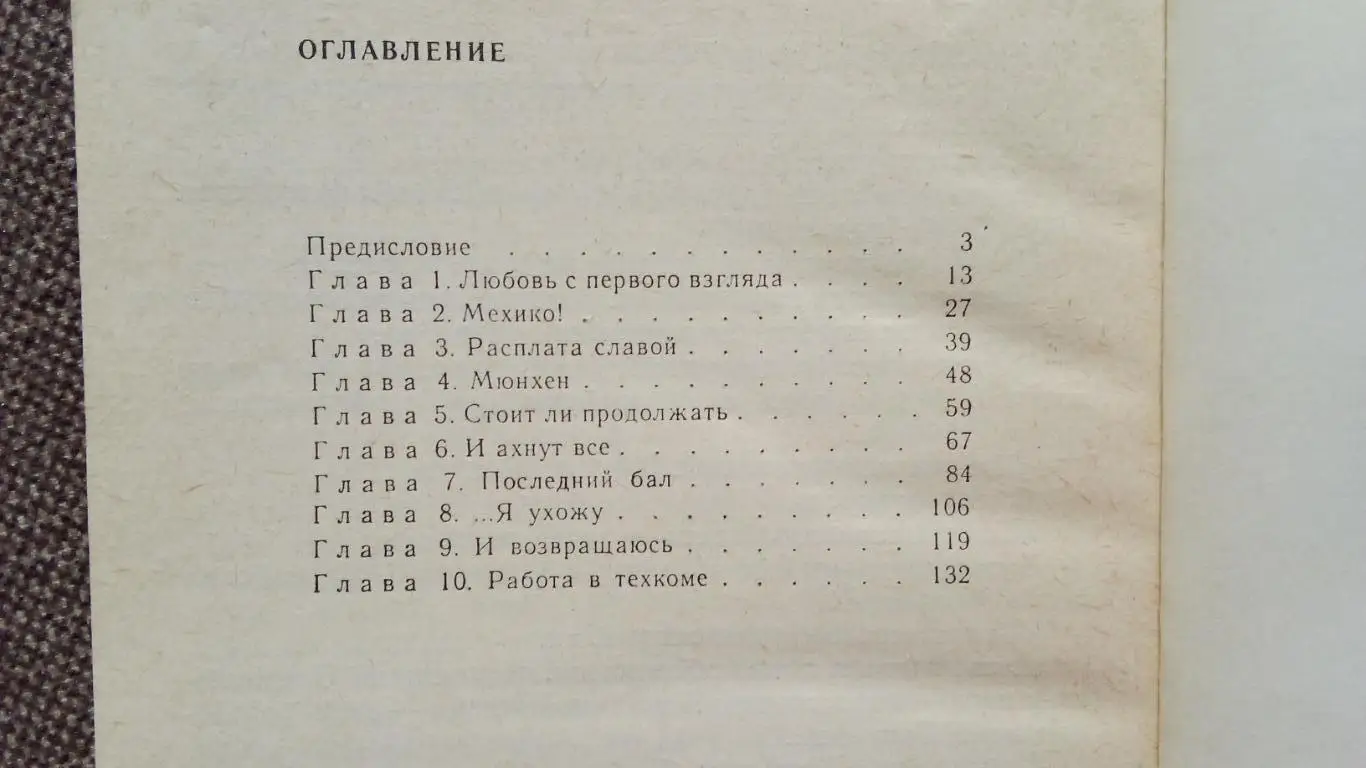 ОГЛАВЛЕНИЕ
Предисловие . . . . . . . . . . . . 3
Глава 1. Любовь с первого взгляда . . . . 13
Глава 2. Мехико! . . . . . . . . . . 27
Глава 3. Расплата славой . . . . . . . 39
Глава 4. Мюнхен . . . . . . . . . . 48
Глава 5. Стоит ли продолжать . . . . . . 59
Глава 6. И ахнут все . . . . . . . . . 67
Глава 7. Последний бал . . . . . . . 84
Глава 8. ...Я ухожу . . . . . . . . . 106
Глава 9. И возвращаюсь . . . . . . . 119
Глава 10. Работа в техкоме . . . . . . 132